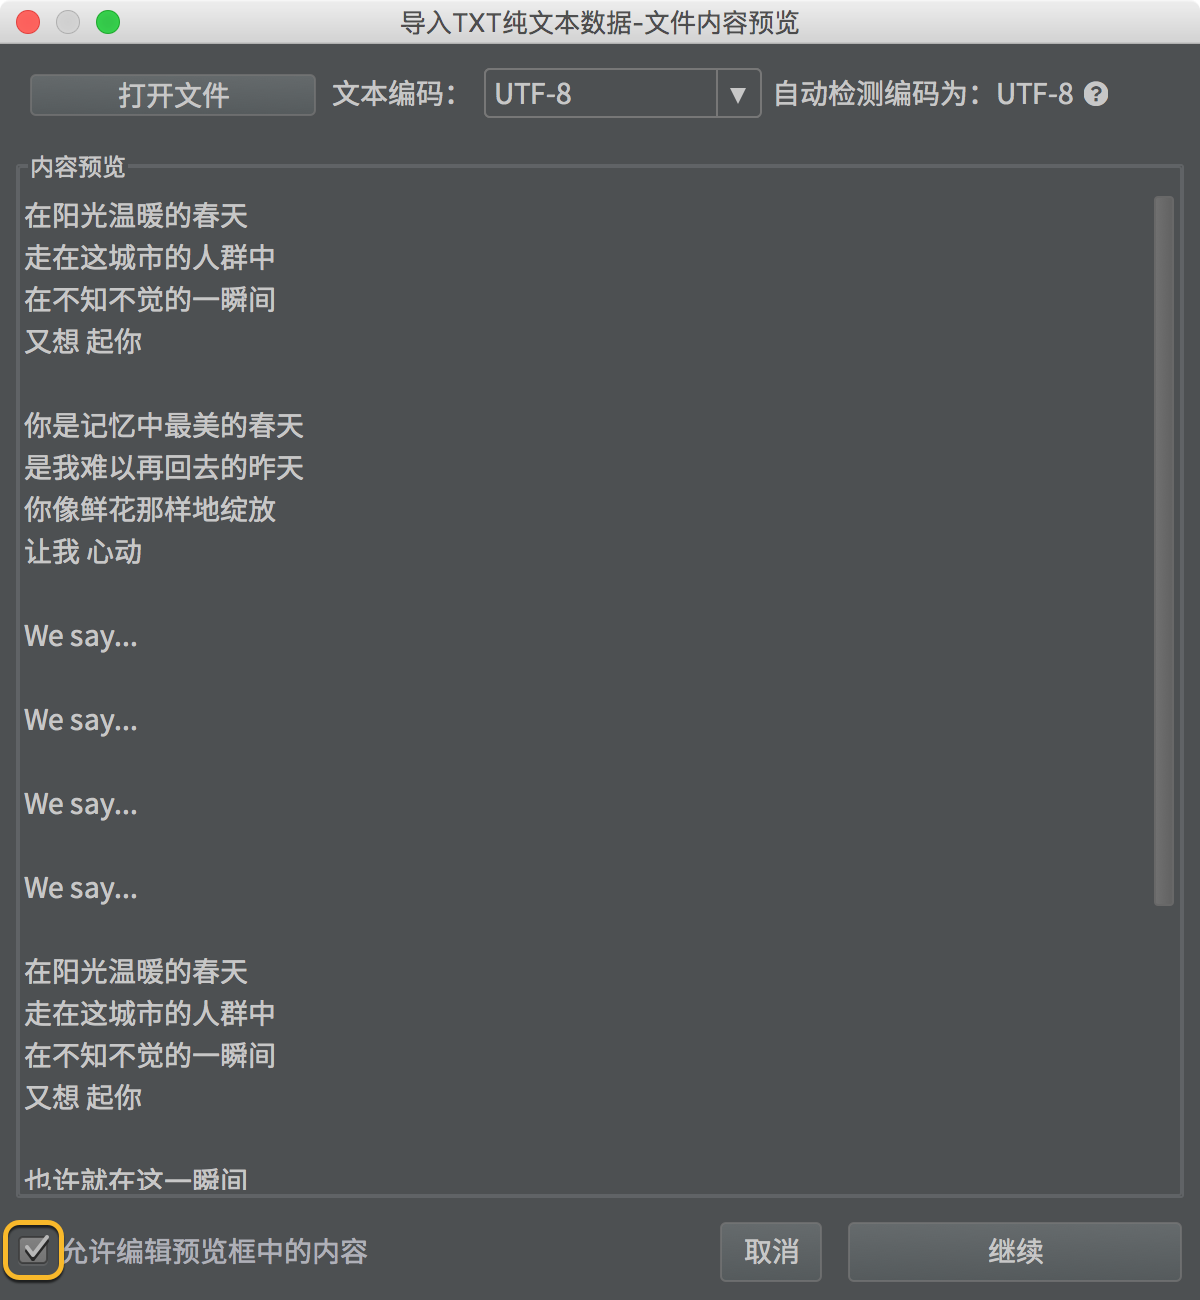 导入TXT纯文本数据-文件内容预览
打开文件 文本编码： UTF-8 ▼ 自动检测编码为：UTF-8 ?
内容预览
在阳光温暖的春天
走在这城市的人群中
在不知不觉的一瞬间
又想 起你
你是记忆中最美的春天
是我难以再回去的昨天
你像鲜花那样地绽放
让我 心动
We say...
We say...
We say...
We say...
在阳光温暖的春天
走在这城市的人群中
在不知不觉的一瞬间
又想 起你
也许就在这一瞬间
允许编辑预览框中的内容 取消 继续